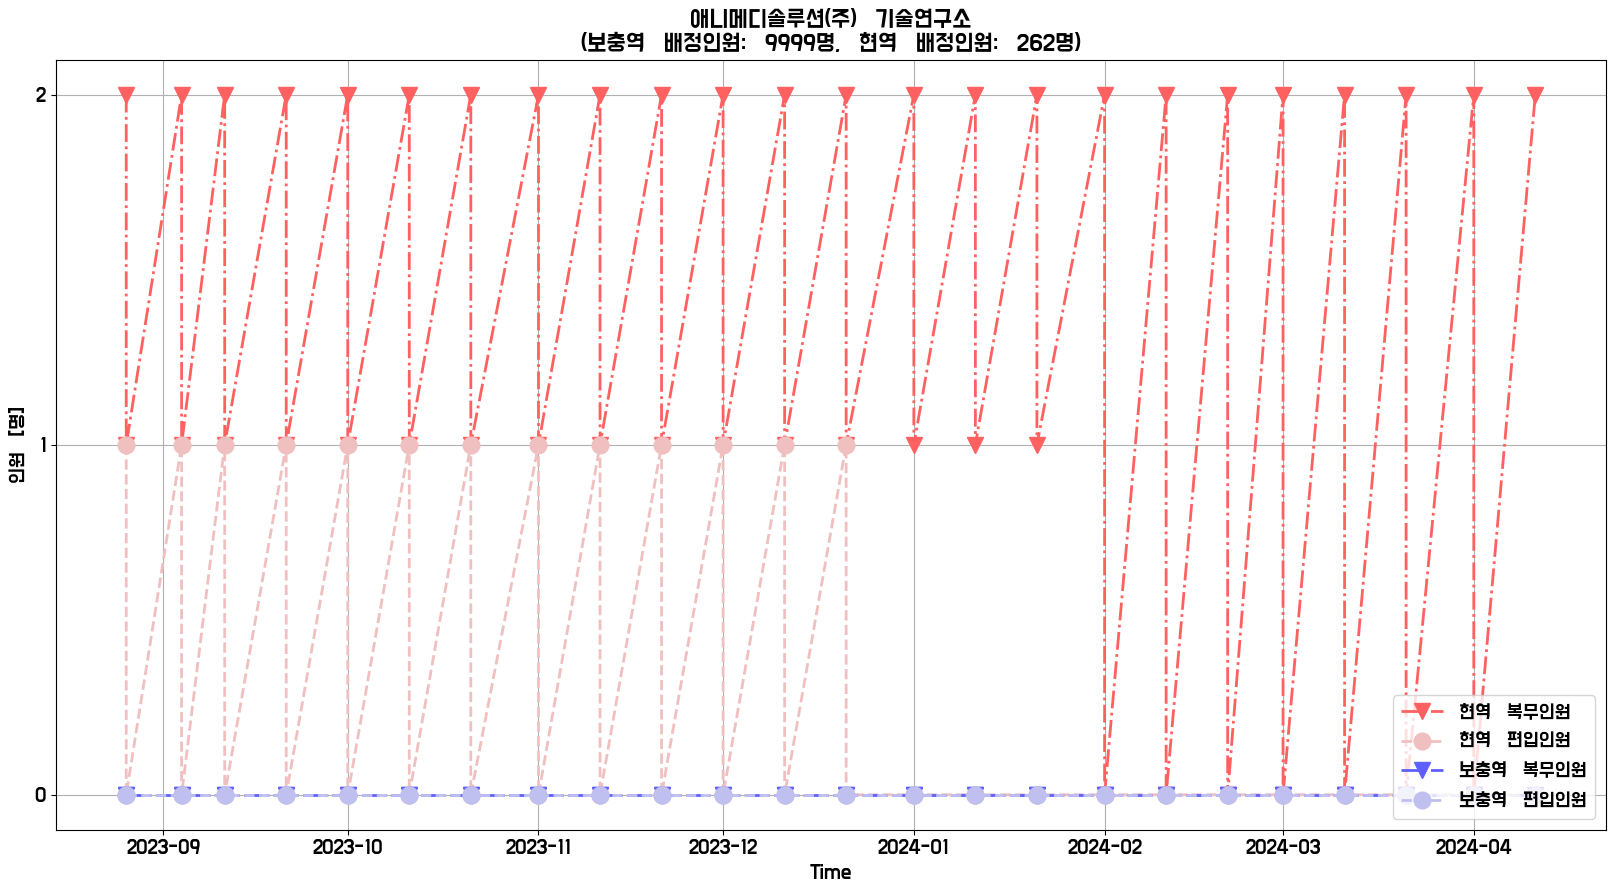 애니메디솔루션(주) 기술연구소
(보충역 배정인원: 9999명, 현역 배정인원: 262명)
2
1
0
인원 [명]
2023-09 2023-10 2023-11 2023-12 2024-01 2024-02 2024-03 2024-04
Time
현역 복무인원
현역 편입인원
보충역 복무인원
보충역 편입인원